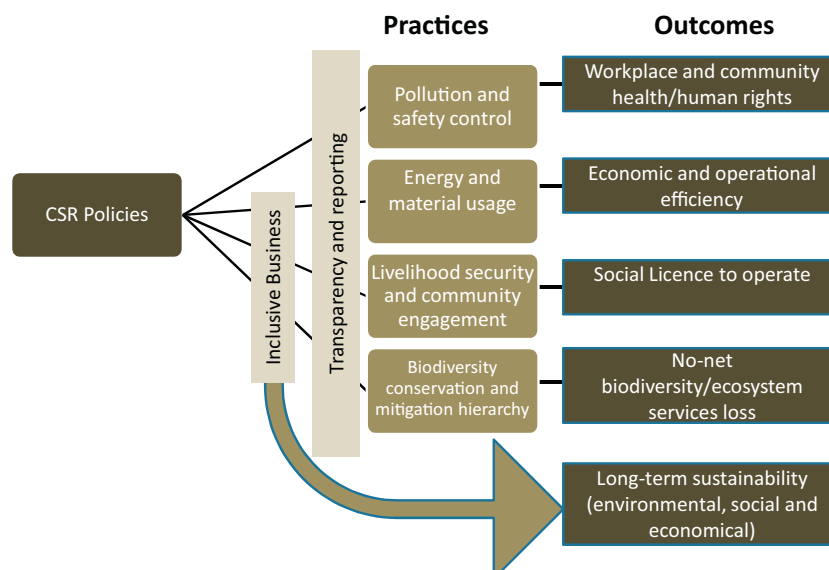 Practices
Outcomes
CSR Policies
Inclusive Business
Transparency and reporting
Pollution and
safety control
Workplace and community
health/human rights
Energy and
material usage
Economic and operational
efficiency
Livelihood security
and community
engagement
Social Licence to operate
Biodiversity
conservation and
mitigation hierarchy
No-net
biodiversity/ecosystem
services loss
Long-term sustainability
(environmental, social and
economical)